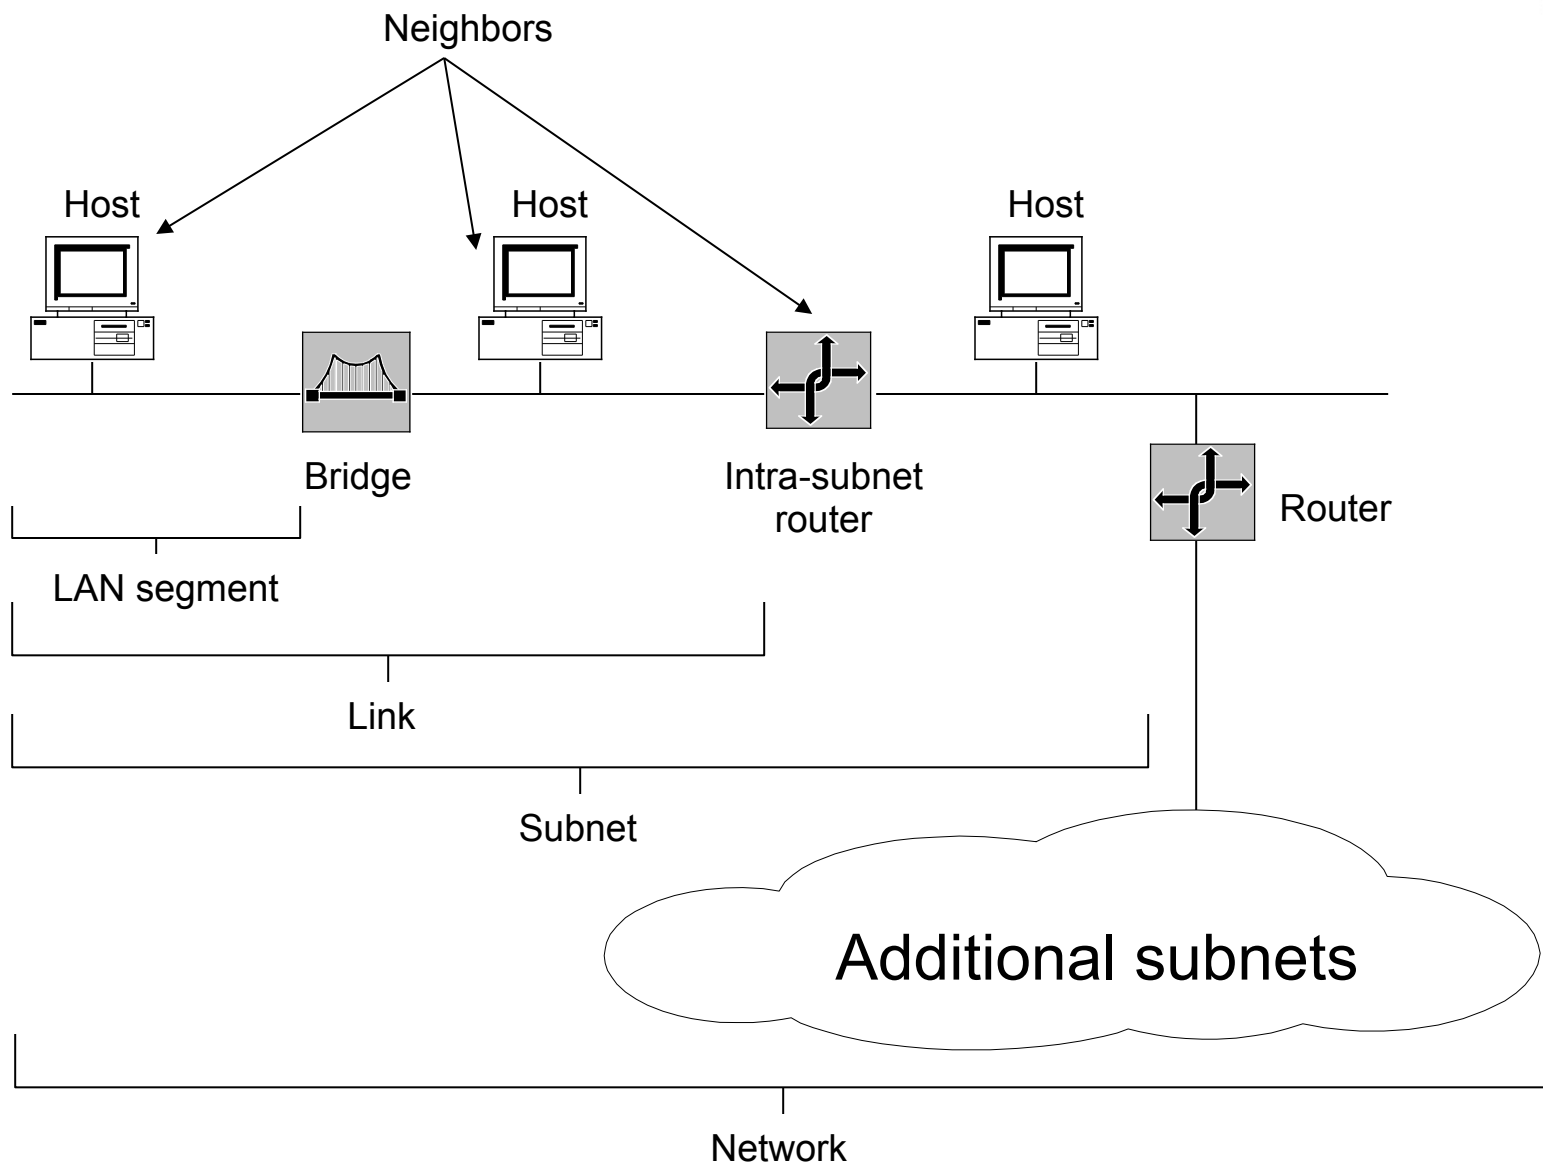 Neighbors
Host
Host
Host
Bridge
Intra-subnet
router
Router
LAN segment
Link
Subnet
Additional subnets
Network